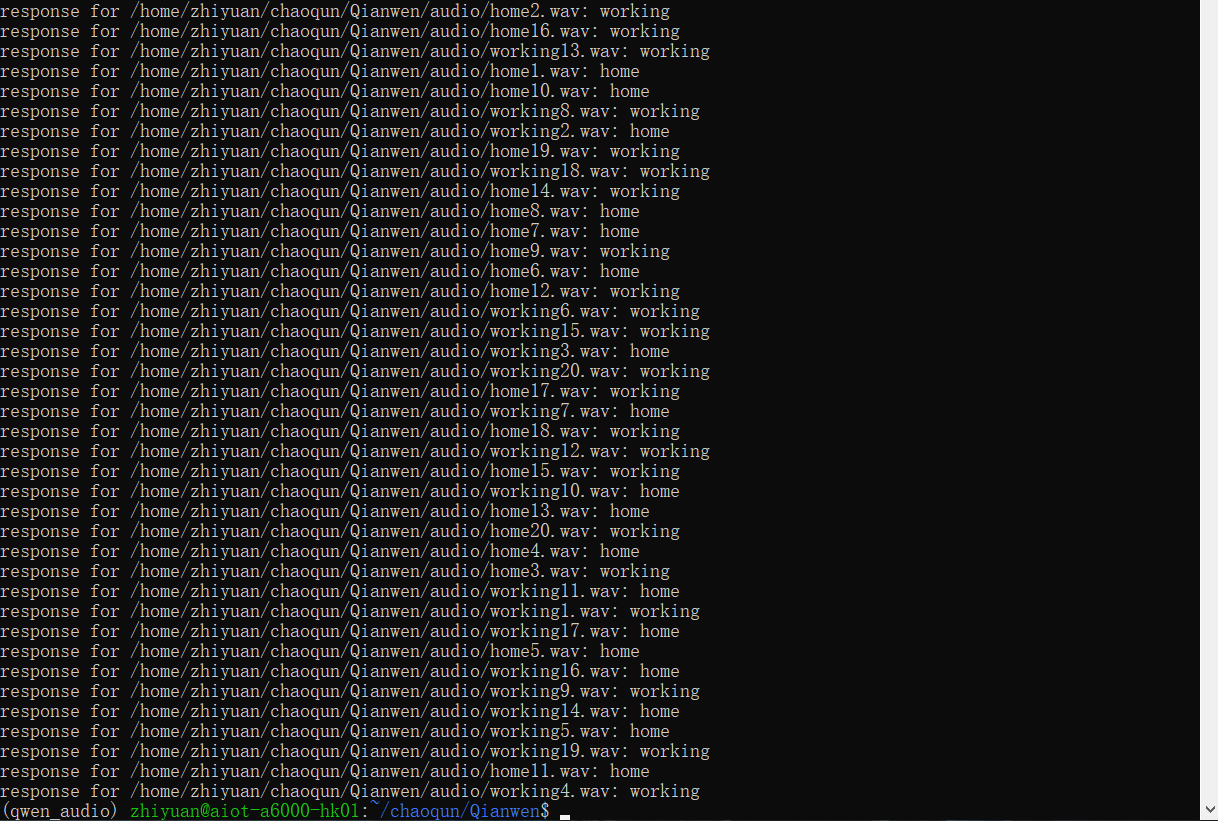 response for /home/zhiyuan/chaoqun/Qianwen/audio/home2.wav: working
response for /home/zhiyuan/chaoqun/Qianwen/audio/home16.wav: working
response for /home/zhiyuan/chaoqun/Qianwen/audio/working13.wav: working
response for /home/zhiyuan/chaoqun/Qianwen/audio/home1.wav: home
response for /home/zhiyuan/chaoqun/Qianwen/audio/home10.wav: home
response for /home/zhiyuan/chaoqun/Qianwen/audio/working8.wav: working
response for /home/zhiyuan/chaoqun/Qianwen/audio/working2.wav: home
response for /home/zhiyuan/chaoqun/Qianwen/audio/home19.wav: working
response for /home/zhiyuan/chaoqun/Qianwen/audio/working18.wav: working
response for /home/zhiyuan/chaoqun/Qianwen/audio/home14.wav: working
response for /home/zhiyuan/chaoqun/Qianwen/audio/home8.wav: home
response for /home/zhiyuan/chaoqun/Qianwen/audio/home7.wav: home
response for /home/zhiyuan/chaoqun/Qianwen/audio/home9.wav: working
response for /home/zhiyuan/chaoqun/Qianwen/audio/home6.wav: home
response for /home/zhiyuan/chaoqun/Qianwen/audio/home12.wav: working
response for /home/zhiyuan/chaoqun/Qianwen/audio/working6.wav: working
response for /home/zhiyuan/chaoqun/Qianwen/audio/working15.wav: working
response for /home/zhiyuan/chaoqun/Qianwen/audio/working3.wav: home
response for /home/zhiyuan/chaoqun/Qianwen/audio/working20.wav: working
response for /home/zhiyuan/chaoqun/Qianwen/audio/home17.wav: working
response for /home/zhiyuan/chaoqun/Qianwen/audio/working7.wav: home
response for /home/zhiyuan/chaoqun/Qianwen/audio/home18.wav: working
response for /home/zhiyuan/chaoqun/Qianwen/audio/working12.wav: working
response for /home/zhiyuan/chaoqun/Qianwen/audio/home15.wav: working
response for /home/zhiyuan/chaoqun/Qianwen/audio/working10.wav: home
response for /home/zhiyuan/chaoqun/Qianwen/audio/home13.wav: home
response for /home/zhiyuan/chaoqun/Qianwen/audio/home20.wav: working
response for /home/zhiyuan/chaoqun/Qianwen/audio/home4.wav: home
response for /home/zhiyuan/chaoqun/Qianwen/audio/home3.wav: working
response for /home/zhiyuan/chaoqun/Qianwen/audio/working11.wav: home
response for /home/zhiyuan/chaoqun/Qianwen/audio/working1.wav: working
response for /home/zhiyuan/chaoqun/Qianwen/audio/working17.wav: home
response for /home/zhiyuan/chaoqun/Qianwen/audio/home5.wav: home
response for /home/zhiyuan/chaoqun/Qianwen/audio/working16.wav: home
response for /home/zhiyuan/chaoqun/Qianwen/audio/working9.wav: working
response for /home/zhiyuan/chaoqun/Qianwen/audio/working14.wav: home
response for /home/zhiyuan/chaoqun/Qianwen/audio/working5.wav: home
response for /home/zhiyuan/chaoqun/Qianwen/audio/working19.wav: working
response for /home/zhiyuan/chaoqun/Qianwen/audio/home11.wav: home
response for /home/zhiyuan/chaoqun/Qianwen/audio/working4.wav: working
(qwen_audio) zhiyuan@aiot-a6000-hk01:~/chaoqun/Qianwen$